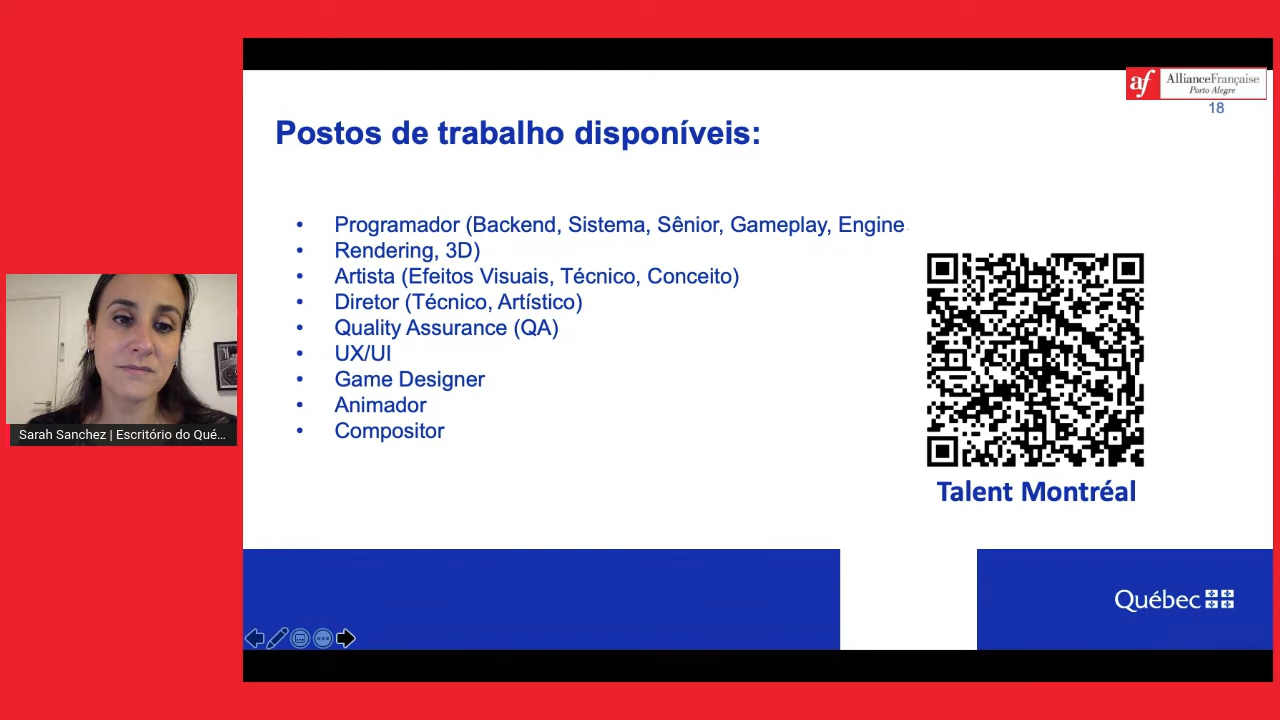 af AllianceFrançaise
Porto Alegre
18
Postos de trabalho disponíveis:
• Programador (Backend, Sistema, Sênior, Gameplay, Engine
• Rendering, 3D)
• Artista (Efeitos Visuais, Técnico, Conceito)
• Diretor (Técnico, Artístico)
• Quality Assurance (QA)
• UX/UI
• Game Designer
• Animador
• Compositor
Talent Montréal
Sarah Sanchez | Escritório do Qué...
Québec